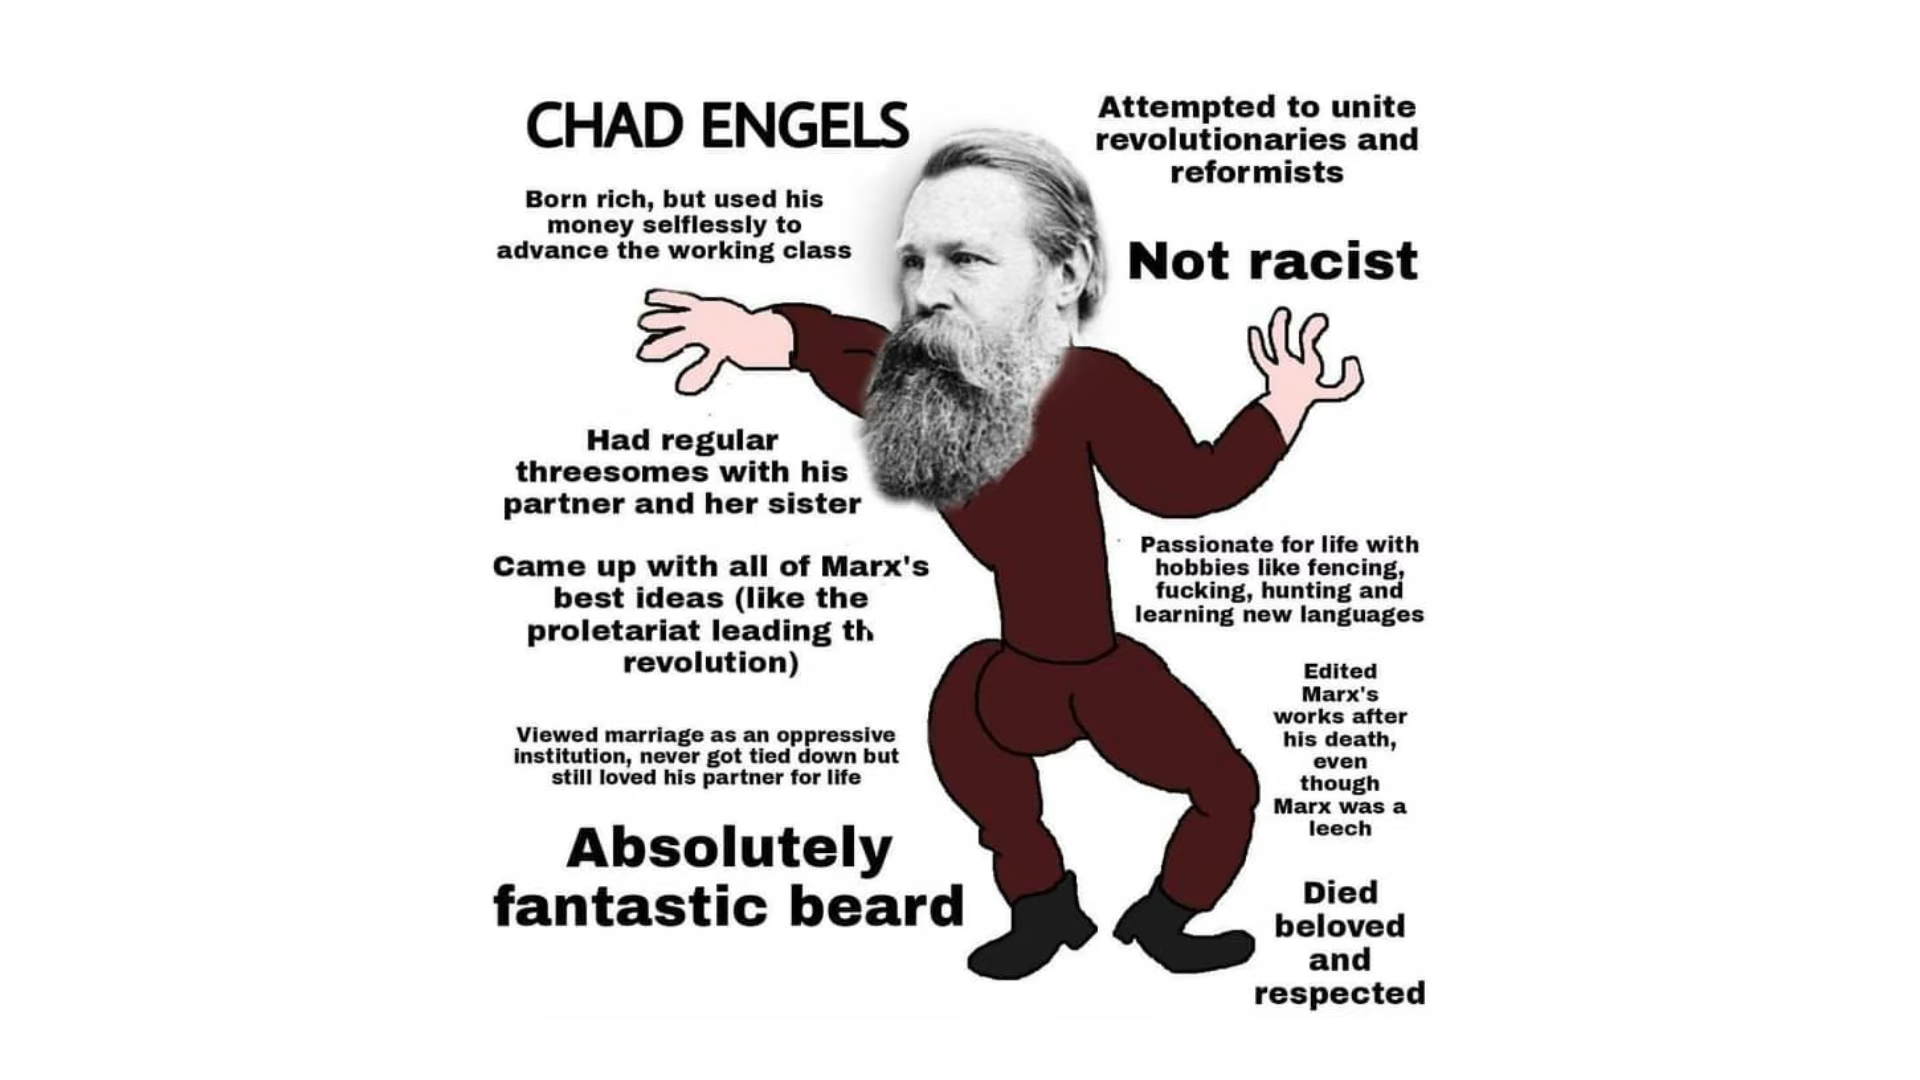 CHAD ENGELS
Born rich, but used his
money selflessly to
advance the working class
Had regular
threesomes with his
partner and her sister
Came up with all of Marx's
best ideas (like the
proletariat leading th
revolution)
Viewed marriage as an oppressive
institution, never got tied down but
still loved his partner for life
Absolutely
fantastic beard
Attempted to unite
revolutionaries and
reformists
Not racist
Passionate for life with
hobbies like fencing,
fucking, hunting and
learning new languages
Edited
Marx's
works after
his death,
even
though
Marx was a
leech
Died
beloved
and
respected